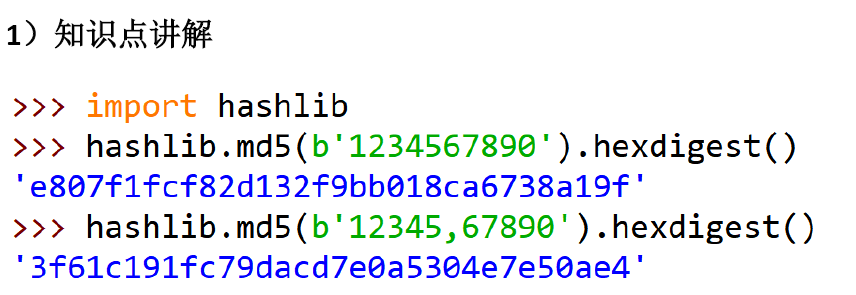 1）知识点讲解
>>> import hashlib
>>> hashlib.md5(b'1234567890').hexdigest()
'e807f1fcf82d132f9bb018ca6738a19f'
>>> hashlib.md5(b'12345,67890').hexdigest()
'3f61c191fc79dacd7e0a5304e7e50ae4'